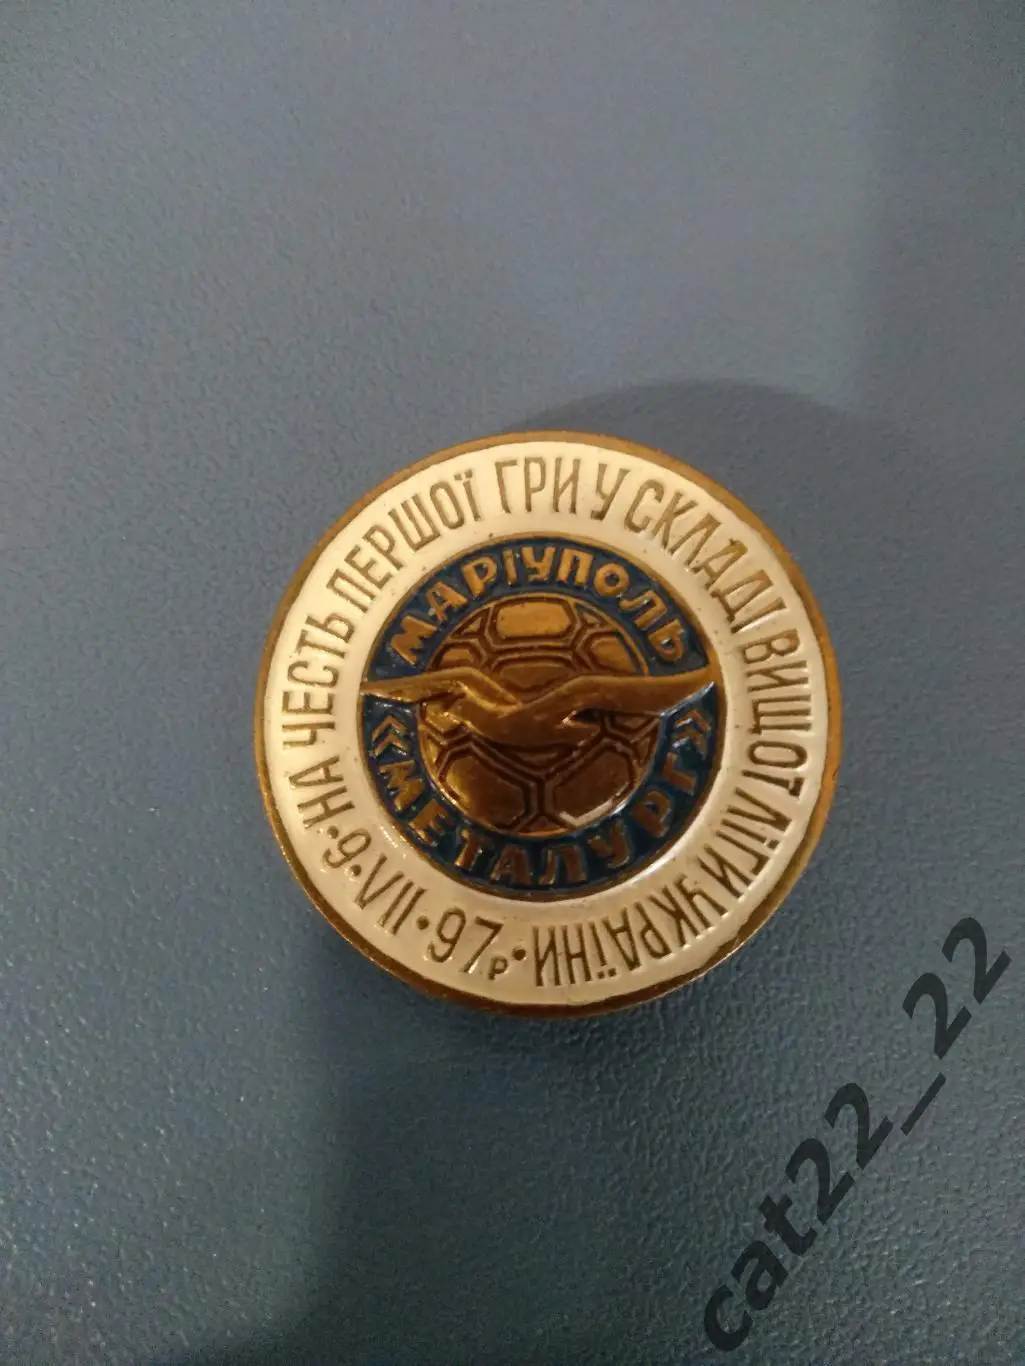 НА ЧЕСТЬ ПЕРШОЇ ГРИ У СКЛАДІ ВИЩОЇ ЛІГИ УКРАЇНИ
• 9 • VII • 97р •
МАРІУПОЛЬ
«МЕТАЛУРГ»
cat22_22